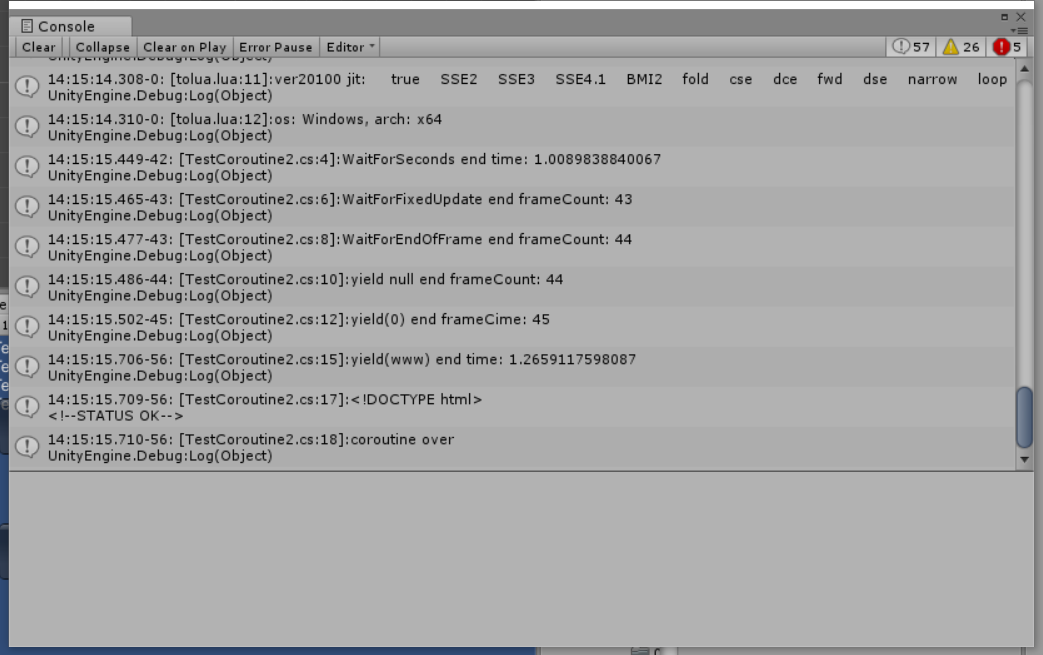 Console
Clear Collapse Clear on Play Error Pause Editor 57 26 5
UnityEngine.Debug:Log(Object)
14:15:14.308-0: [tolua.lua:11]:ver20100 jit: true SSE2 SSE3 SSE4.1 BMI2 fold cse dce fwd dse narrow loop
UnityEngine.Debug:Log(Object)
14:15:14.310-0: [tolua.lua:12]:os: Windows, arch: x64
UnityEngine.Debug:Log(Object)
14:15:15.449-42: [TestCoroutine2.cs:4]:WaitForSeconds end time: 1.0089838840067
UnityEngine.Debug:Log(Object)
14:15:15.465-43: [TestCoroutine2.cs:6]:WaitForFixedUpdate end frameCount: 43
UnityEngine.Debug:Log(Object)
14:15:15.477-43: [TestCoroutine2.cs:8]:WaitForEndOfFrame end frameCount: 44
UnityEngine.Debug:Log(Object)
14:15:15.486-44: [TestCoroutine2.cs:10]:yield null end frameCount: 44
UnityEngine.Debug:Log(Object)
14:15:15.502-45: [TestCoroutine2.cs:12]:yield(0) end frameCime: 45
UnityEngine.Debug:Log(Object)
14:15:15.706-56: [TestCoroutine2.cs:15]:yield(www) end time: 1.2659117598087
UnityEngine.Debug:Log(Object)
14:15:15.709-56: [TestCoroutine2.cs:17]:<!DOCTYPE html>
<!--STATUS OK-->
14:15:15.710-56: [TestCoroutine2.cs:18]:coroutine over
UnityEngine.Debug:Log(Object)